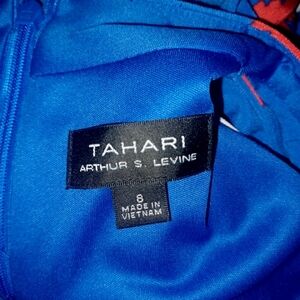 TAHARI
ARTHUR S. LEVINE
8
MADE IN
VIETNAM